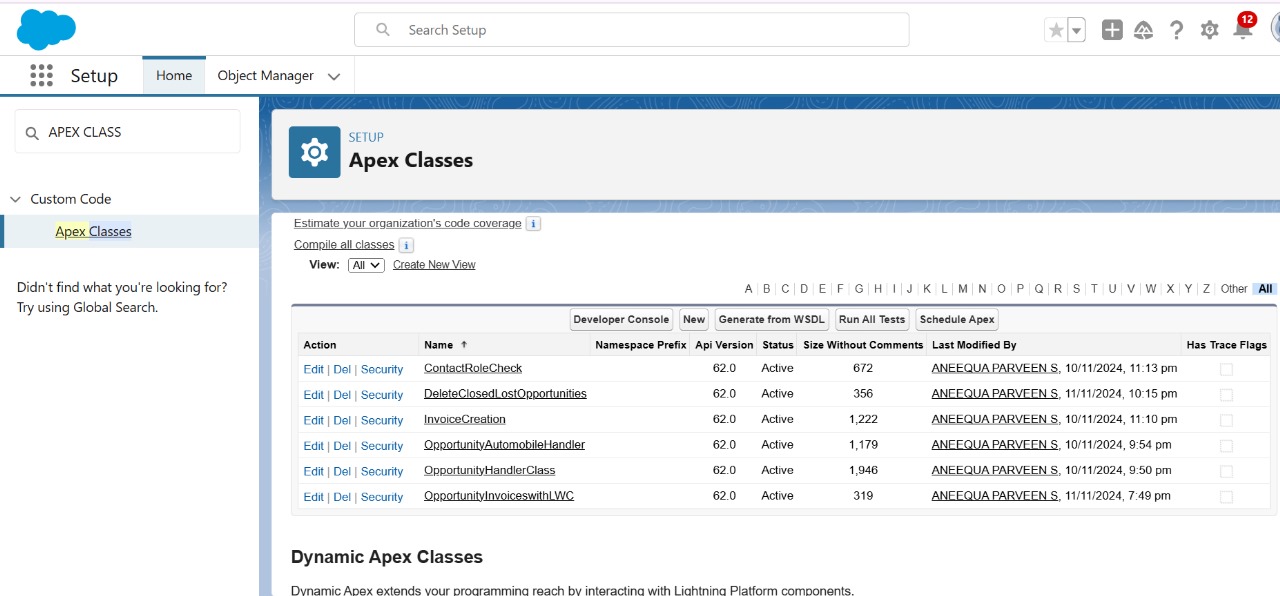 Search Setup
12
Setup
Home
Object Manager
APEX CLASS
Custom Code
Apex Classes
Didn't find what you're looking for?
Try using Global Search.
SETUP
Apex Classes
Estimate your organization's code coverage i
Compile all classes i
View: All Create New View
A | B | C | D | E | F | G | H | I | J | K | L | M | N | O | P | Q | R | S | T | U | V | W | X | Y | Z | Other All
Developer Console New Generate from WSDL Run All Tests Schedule Apex
Action Name ↑ Namespace Prefix Api Version Status Size Without Comments Last Modified By Has Trace Flags
Edit | Del | Security ContactRoleCheck 62.0 Active 672 ANEEQUA PARVEEN S, 10/11/2024, 11:13 pm
Edit | Del | Security DeleteClosedLostOpportunities 62.0 Active 356 ANEEQUA PARVEEN S, 11/11/2024, 10:15 pm
Edit | Del | Security InvoiceCreation 62.0 Active 1,222 ANEEQUA PARVEEN S, 10/11/2024, 11:10 pm
Edit | Del | Security OpportunityAutomobileHandler 62.0 Active 1,179 ANEEQUA PARVEEN S, 10/11/2024, 9:54 pm
Edit | Del | Security OpportunityHandlerClass 62.0 Active 1,946 ANEEQUA PARVEEN S, 10/11/2024, 9:50 pm
Edit | Del | Security OpportunityInvoiceswithLWC 62.0 Active 319 ANEEQUA PARVEEN S, 11/11/2024, 7:49 pm
Dynamic Apex Classes
Dynamic Apex extends your programming reach by interacting with Lightning Platform components.